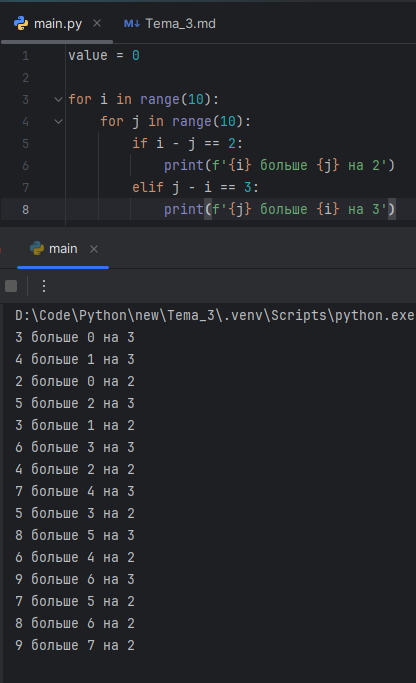 main.py × Tema_3.md
1 value = 0
2
3 for i in range(10):
4 for j in range(10):
5 if i - j == 2:
6 print(f'{i} больше {j} на 2')
7 elif j - i == 3:
8 print(f'{j} больше {i} на 3')
main ×
D:\Code\Python\new\Tema_3\.venv\Scripts\python.exe
3 больше 0 на 3
4 больше 1 на 3
2 больше 0 на 2
5 больше 2 на 3
3 больше 1 на 2
6 больше 3 на 3
4 больше 2 на 2
7 больше 4 на 3
5 больше 3 на 2
8 больше 5 на 3
6 больше 4 на 2
9 больше 6 на 3
7 больше 5 на 2
8 больше 6 на 2
9 больше 7 на 2